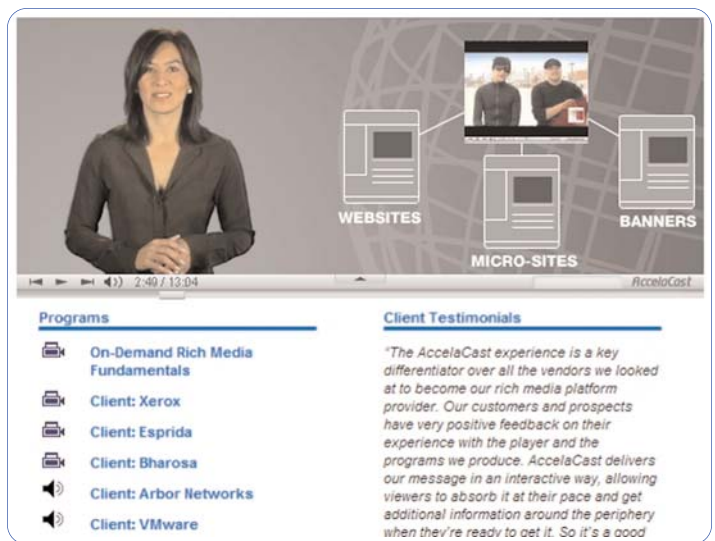 WEBSITES
MICRO-SITES
BANNERS
2:49 / 13:04
AccelaCast
Programs
On-Demand Rich Media
Fundamentals
Client: Xerox
Client: Esprida
Client: Bharosa
Client: Arbor Networks
Client: VMware
Client Testimonials
"The AccelaCast experience is a key
differentiator over all the vendors we looked
at to become our rich media platform
provider. Our customers and prospects
have very positive feedback on their
experience with the player and the
programs we produce. AccelaCast delivers
our message in an interactive way, allowing
viewers to absorb it at their pace and get
additional information around the periphery
when they're ready to get it. So it's a good